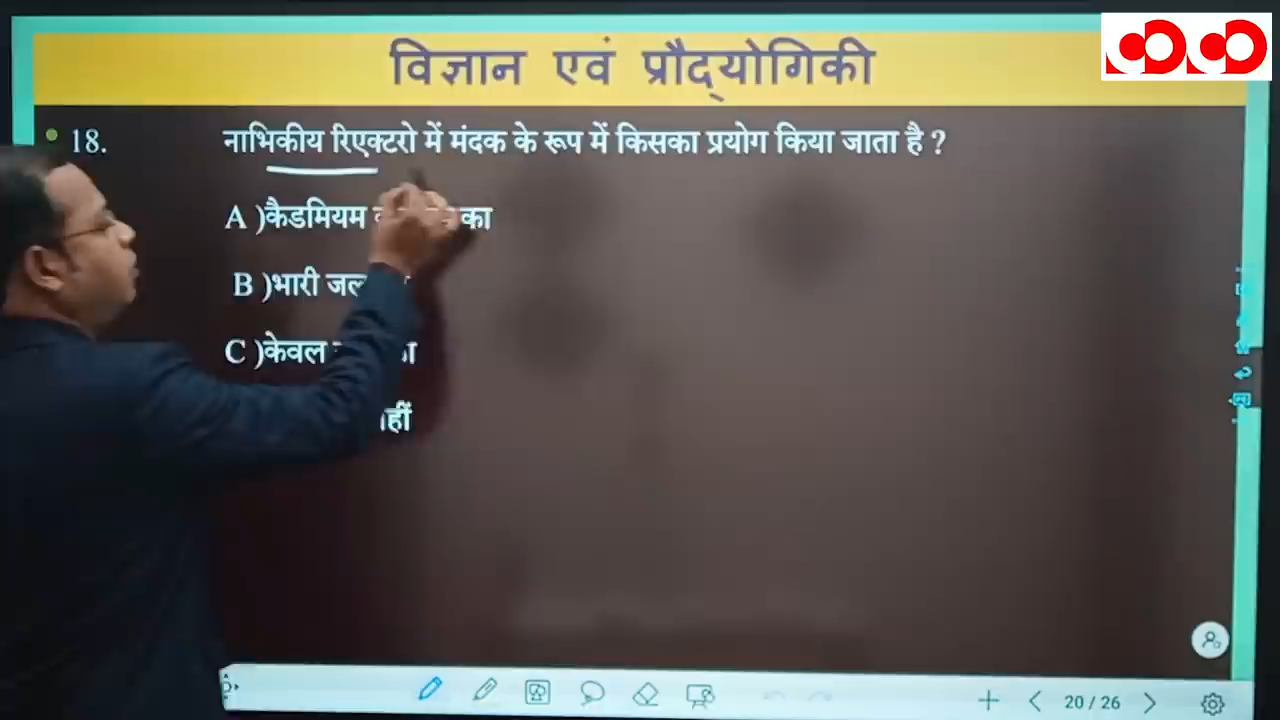 विज्ञान एवं प्रौद्योगिकी
18. नाभिकीय रिएक्टरो में मंदक के रूप में किसका प्रयोग किया जाता है ?
A )कैडमियम का
B )भारी जल
C )केवल
20 / 26